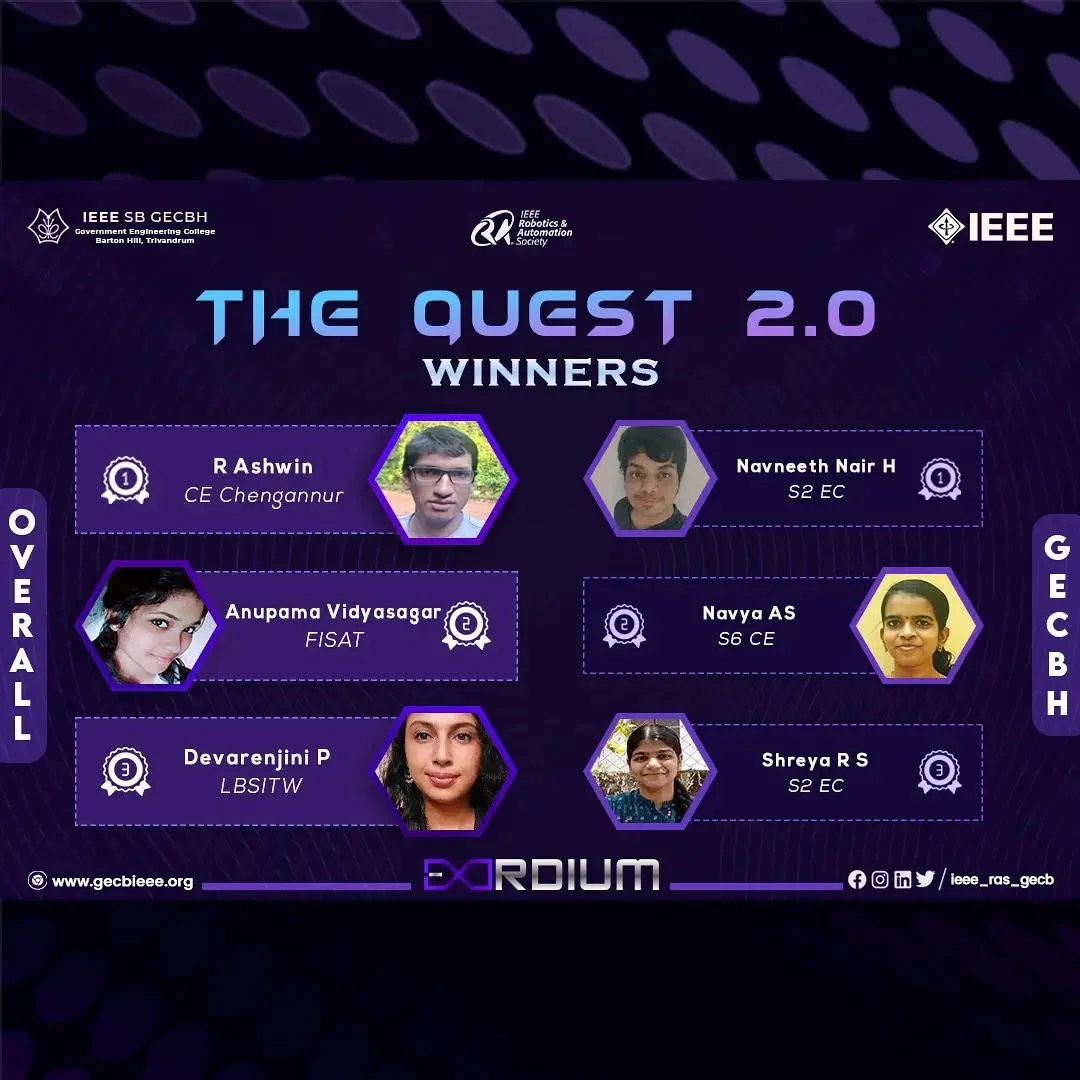 IEEE SB GECBH
Government Engineering College
Barton Hill, Trivandrum
IEEE
Robotics &
Automation
Society
IEEE
THE QUEST 2.0
WINNERS
OVERALL
1
R Ashwin
CE Chengannur
Anupama Vidyasagar
FISAT
2
3
Devarenjini P
LBSITW
GECBH
Navneeth Nair H
S2 EC
1
2
Navya AS
S6 CE
Shreya R S
S2 EC
3
EXORDIUM
www.gecbieee.org
/ ieee_ras_gecb